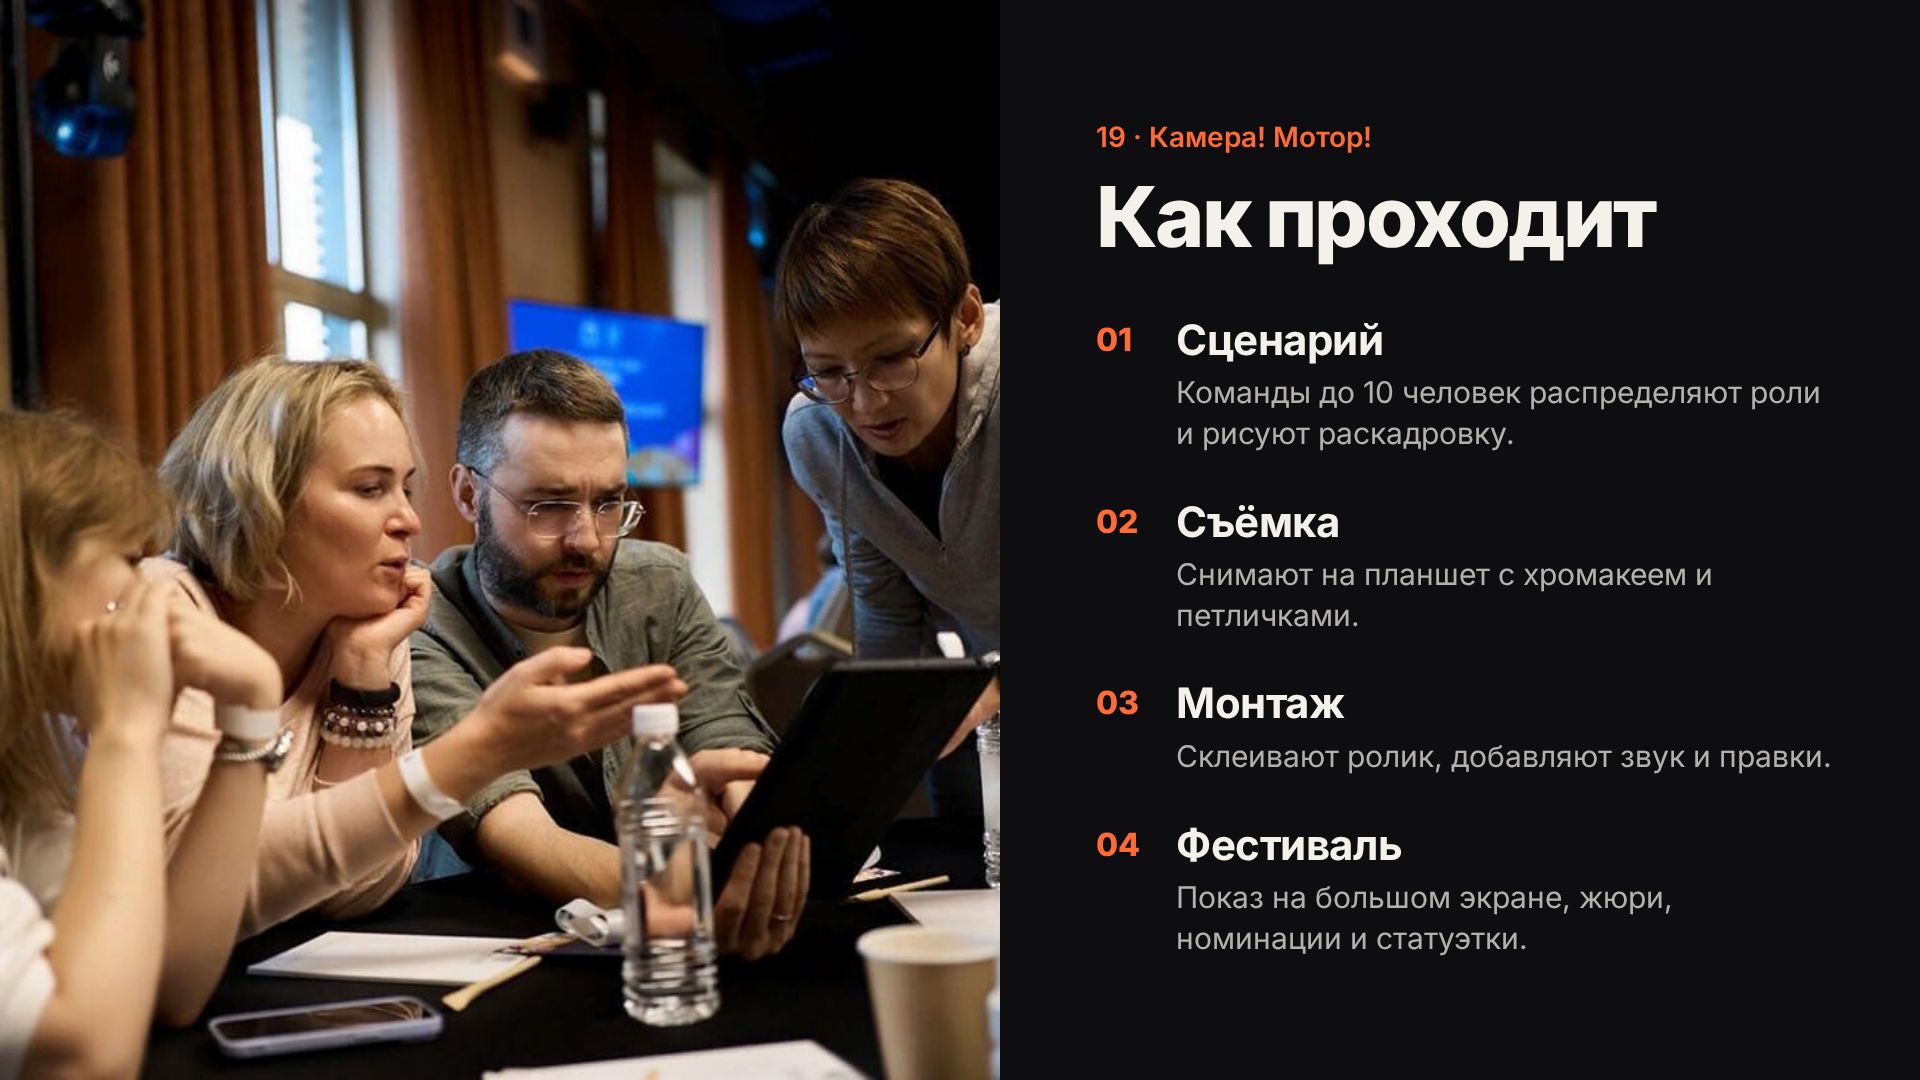 19 · Камера! Мотор!
Как проходит
01 Сценарий
Команды до 10 человек распределяют роли
и рисуют раскадровку.
02 Съёмка
Снимают на планшет с хромакеем и
петличками.
03 Монтаж
Склеивают ролик, добавляют звук и правки.
04 Фестиваль
Показ на большом экране, жюри,
номинации и статуэтки.